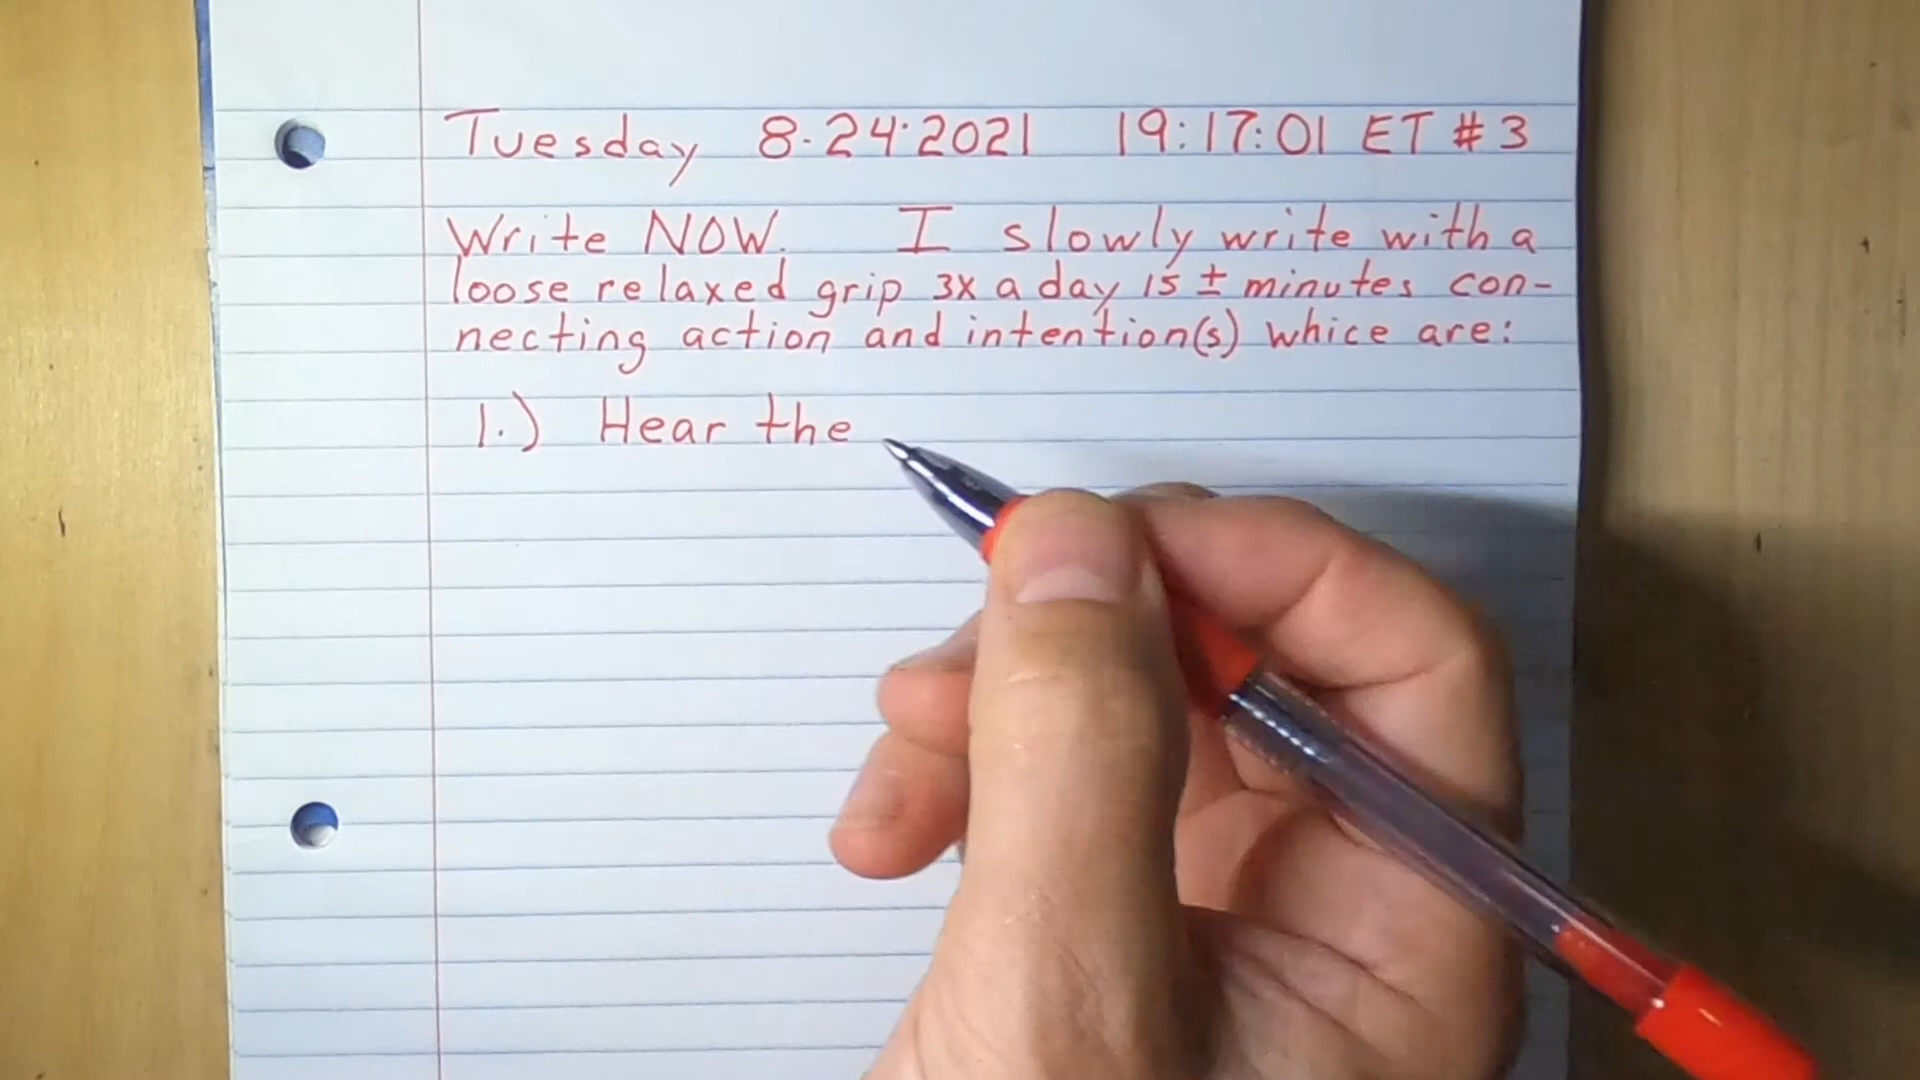 Tuesday 8-24-2021 19:17:01 ET #3
Write NOW. I slowly write with a
loose relaxed grip 3x a day 15 ± minutes con-
necting action and intention(s) whice are:
1.) Hear the